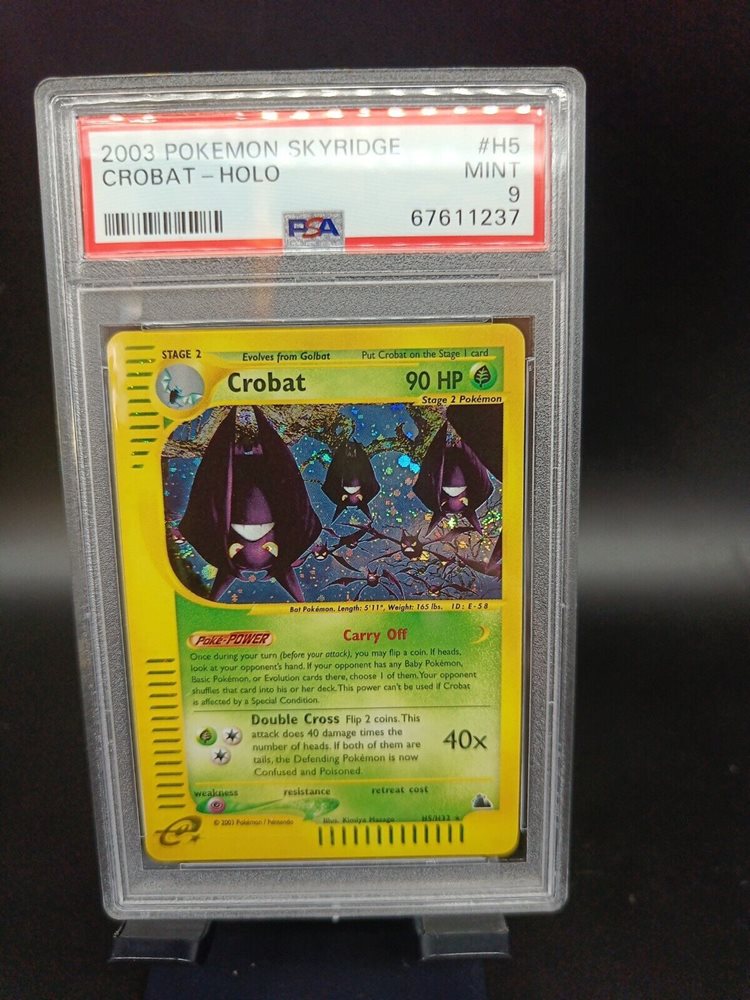 2003 POKEMON SKYRIDGE #H5
CROBAT – HOLO MINT
9
PSA 67611237
STAGE 2 Evolves from Golbat Put Crobat on the Stage 1 card
Crobat 90 HP
Stage 2 Pokémon
Bat Pokémon. Length: 5'11", Weight: 165 lbs. ID: E-58
Poké-POWER Carry Off
Once during your turn (before your attack), you may flip a coin. If heads,
look at your opponent's hand. If your opponent has any Baby Pokémon,
Basic Pokémon, or Evolution cards there, choose 1 of them. Your opponent
shuffles that card into his or her deck. This power can't be used if Crobat
is affected by a Special Condition.
Double Cross Flip 2 coins. This
attack does 40 damage times the
number of heads. If both of them are
tails, the Defending Pokémon is now
Confused and Poisoned.
40x
weakness resistance retreat cost
Illus. Kimiya Masago H5/H32
© 2003 Pokémon / Nintendo
e